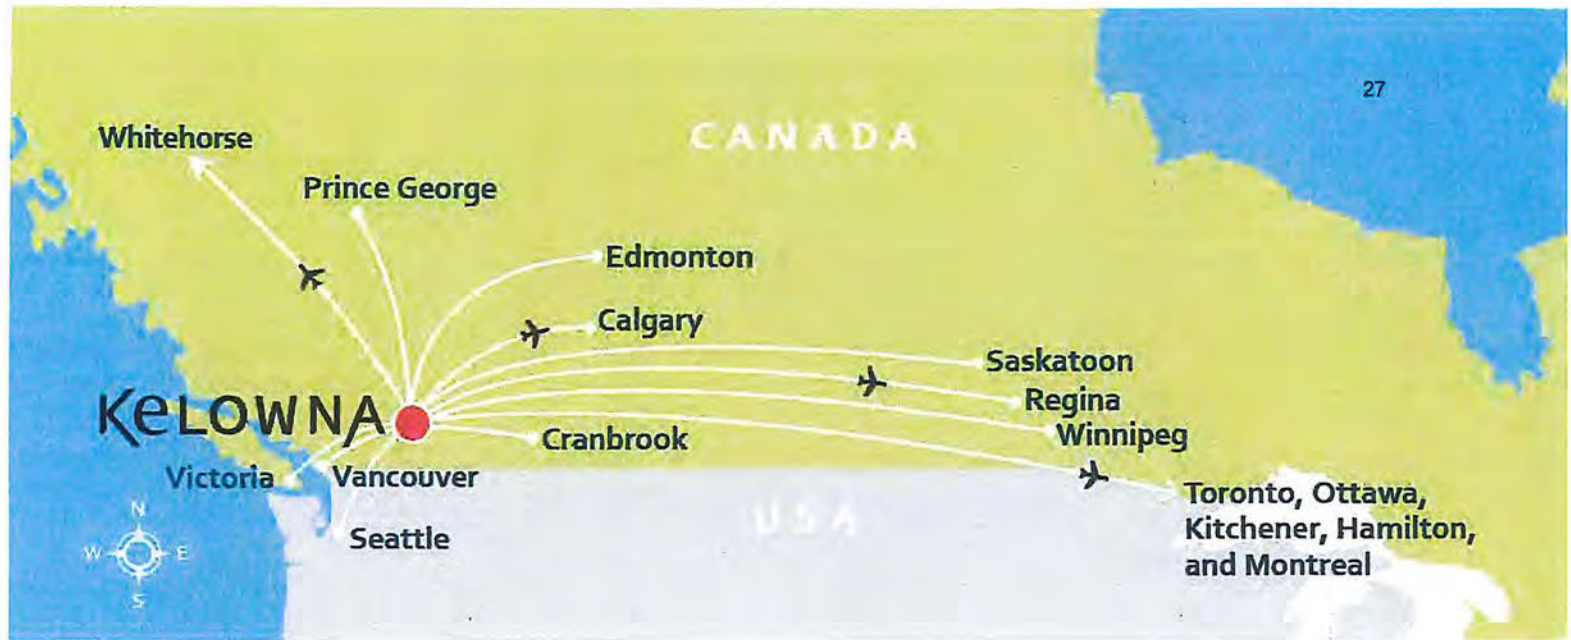 27
CANADA
Whitehorse
Prince George
Edmonton
Calgary
Saskatoon
Regina
KeLOWNA
Winnipeg
Cranbrook
Victoria
Vancouver
Toronto, Ottawa,
Kitchener, Hamilton,
and Montreal
USA
Seattle
N
W
E
S